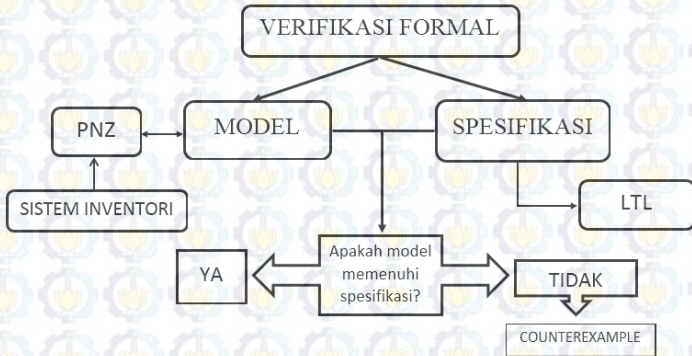 VERIFIKASI FORMAL
PNZ
MODEL
SPESIFIKASI
SISTEM INVENTORI
LTL
YA
Apakah model
memenuhi
spesifikasi?
TIDAK
COUNTEREXAMPLE